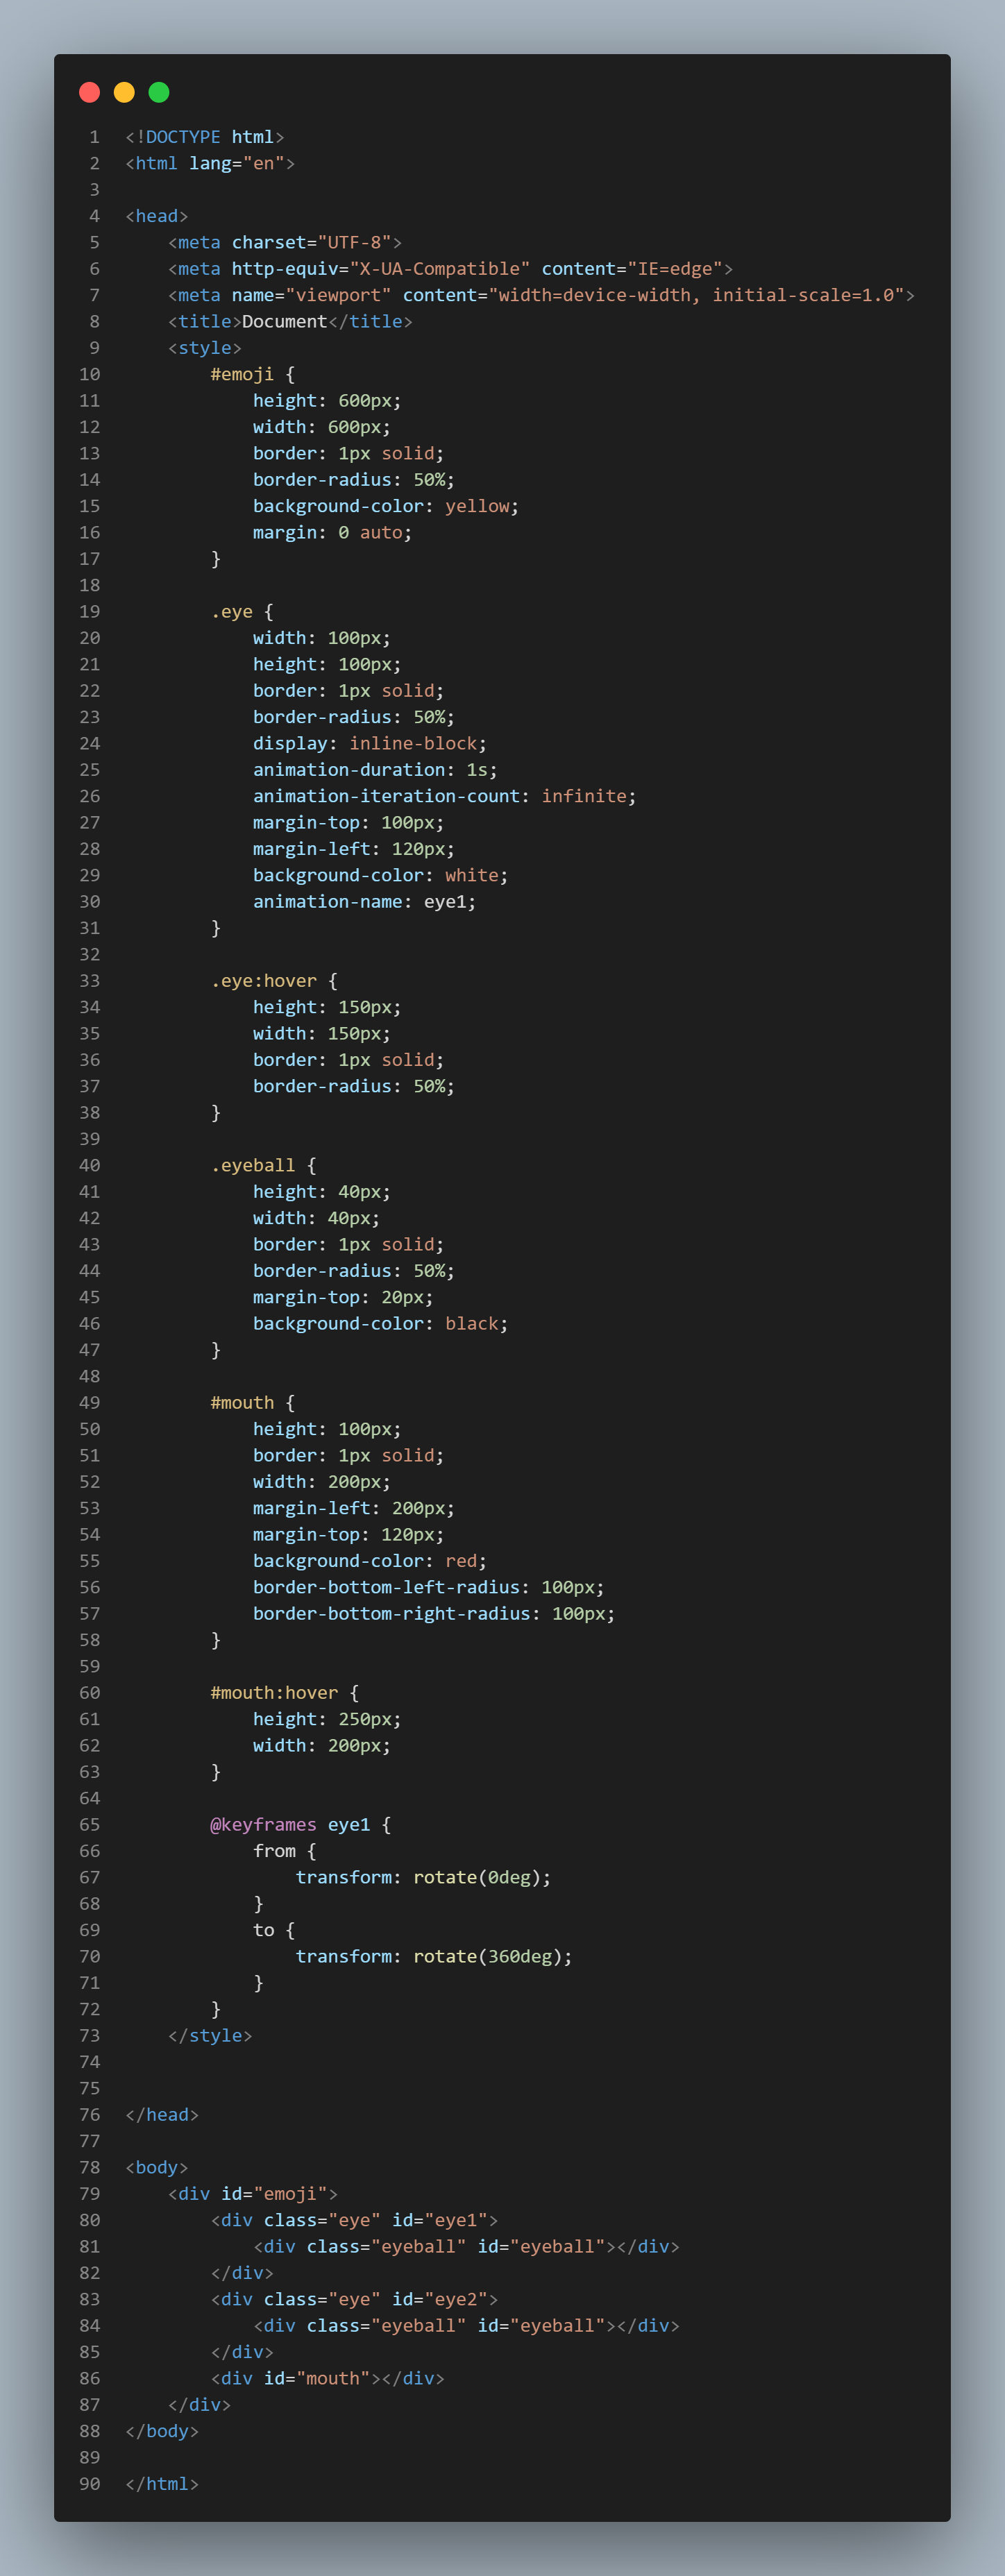 1 <!DOCTYPE html>
2 <html lang="en">
3
4 <head>
5     <meta charset="UTF-8">
6     <meta http-equiv="X-UA-Compatible" content="IE=edge">
7     <meta name="viewport" content="width=device-width, initial-scale=1.0">
8     <title>Document</title>
9     <style>
10         #emoji {
11             height: 600px;
12             width: 600px;
13             border: 1px solid;
14             border-radius: 50%;
15             background-color: yellow;
16             margin: 0 auto;
17         }
18
19         .eye {
20             width: 100px;
21             height: 100px;
22             border: 1px solid;
23             border-radius: 50%;
24             display: inline-block;
25             animation-duration: 1s;
26             animation-iteration-count: infinite;
27             margin-top: 100px;
28             margin-left: 120px;
29             background-color: white;
30             animation-name: eye1;
31         }
32
33         .eye:hover {
34             height: 150px;
35             width: 150px;
36             border: 1px solid;
37             border-radius: 50%;
38         }
39
40         .eyeball {
41             height: 40px;
42             width: 40px;
43             border: 1px solid;
44             border-radius: 50%;
45             margin-top: 20px;
46             background-color: black;
47         }
48
49         #mouth {
50             height: 100px;
51             border: 1px solid;
52             width: 200px;
53             margin-left: 200px;
54             margin-top: 120px;
55             background-color: red;
56             border-bottom-left-radius: 100px;
57             border-bottom-right-radius: 100px;
58         }
59
60         #mouth:hover {
61             height: 250px;
62             width: 200px;
63         }
64
65         @keyframes eye1 {
66             from {
67                 transform: rotate(0deg);
68             }
69             to {
70                 transform: rotate(360deg);
71             }
72         }
73     </style>
74
75
76 </head>
77
78 <body>
79     <div id="emoji">
80         <div class="eye" id="eye1">
81             <div class="eyeball" id="eyeball"></div>
82         </div>
83         <div class="eye" id="eye2">
84             <div class="eyeball" id="eyeball"></div>
85         </div>
86         <div id="mouth"></div>
87     </div>
88 </body>
89
90 </html>